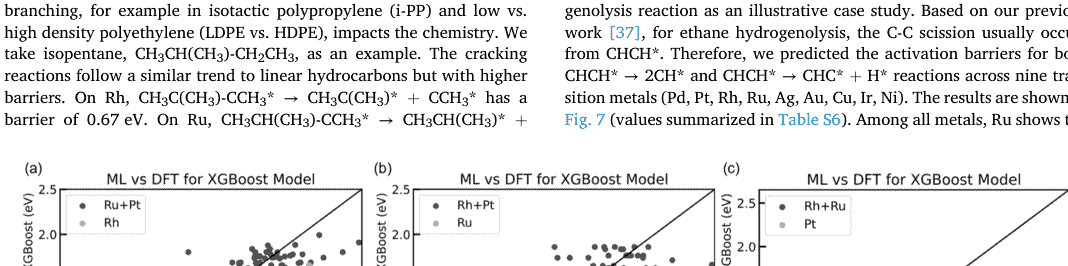 branching, for example in isotactic polypropylene (i-PP) and low vs.
high density polyethylene (LDPE vs. HDPE), impacts the chemistry. We
take isopentane, CH₃CH(CH₃)-CH₂CH₃, as an example. The cracking
reactions follow a similar trend to linear hydrocarbons but with higher
barriers. On Rh, CH₃C(CH₃)-CCH₃* → CH₃C(CH₃)* + CCH₃* has a
barrier of 0.67 eV. On Ru, CH₃CH(CH₃)-CCH₃* → CH₃CH(CH₃)* +
genolysis reaction as an illustrative case study. Based on our previo
work [37], for ethane hydrogenolysis, the C-C scission usually occu
from CHCH*. Therefore, we predicted the activation barriers for bo
CHCH* → 2CH* and CHCH* → CHC* + H* reactions across nine tra
sition metals (Pd, Pt, Rh, Ru, Ag, Au, Cu, Ir, Ni). The results are shown
Fig. 7 (values summarized in Table S6). Among all metals, Ru shows t
(a)
ML vs DFT for XGBoost Model
2.5
2.0
Ru+Pt
Rh
XGBoost (eV)
(b)
ML vs DFT for XGBoost Model
2.5
2.0
Rh+Pt
Ru
XGBoost (eV)
(c)
ML vs DFT for XGBoost Model
2.5
2.0
Rh+Ru
Pt
GBoost (eV)